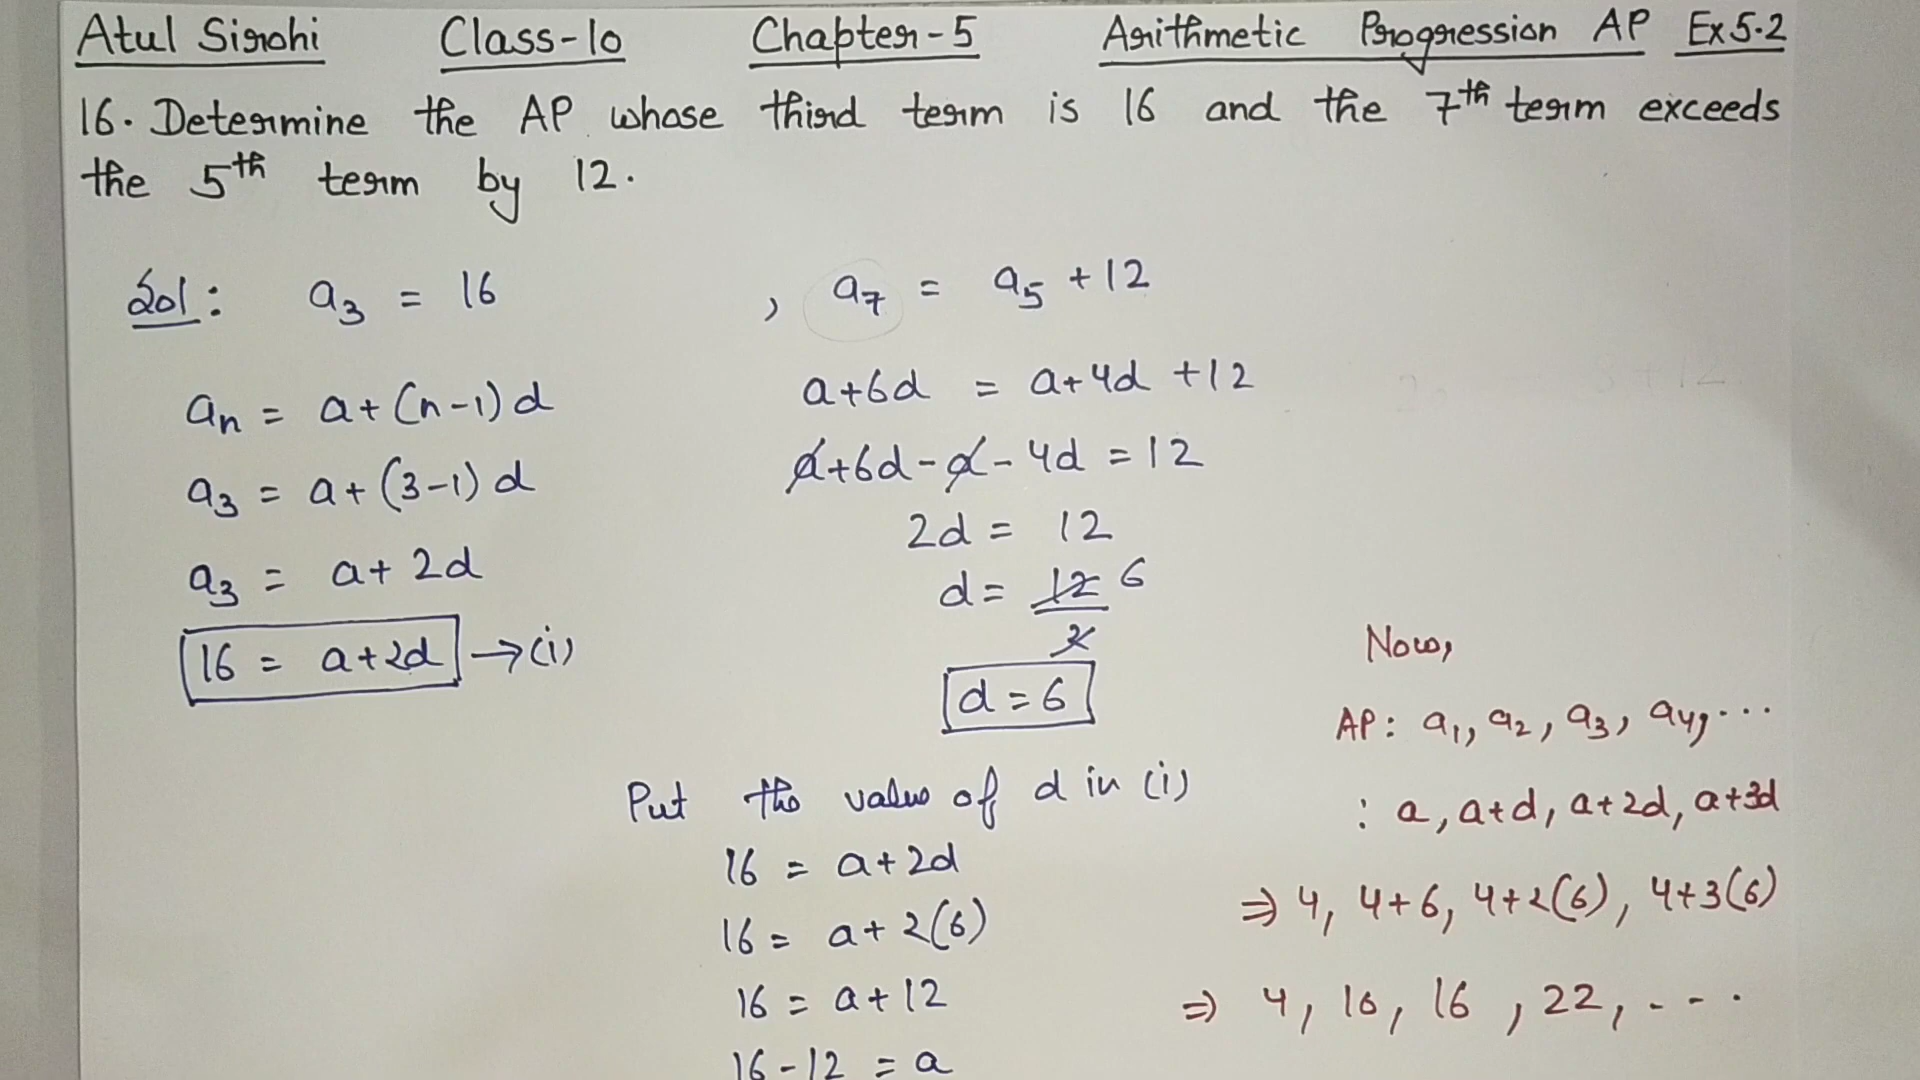 Atul Sirohi Class-10 Chapter-5 Arithmetic Progression AP Ex 5.2
16. Determine the AP whose third term is 16 and the 7th term exceeds
the 5th term by 12.
Sol: a3 = 16 , a7 = a5 + 12
an = a + (n-1) d
a3 = a + (3-1) d
a3 = a + 2d
16 = a + 2d → (i)
a+6d = a+4d +12
a+6d-a-4d = 12
2d = 12
d = 12 6
2
d = 6
Put the value of d in (i)
16 = a + 2d
16 = a + 2(6)
16 = a + 12
16 - 12 = a
Now,
AP: a1, a2, a3, a4, ...
: a, a+d, a+2d, a+3d
⇒ 4, 4+6, 4+2(6), 4+3(6)
⇒ 4, 10, 16, 22, ...